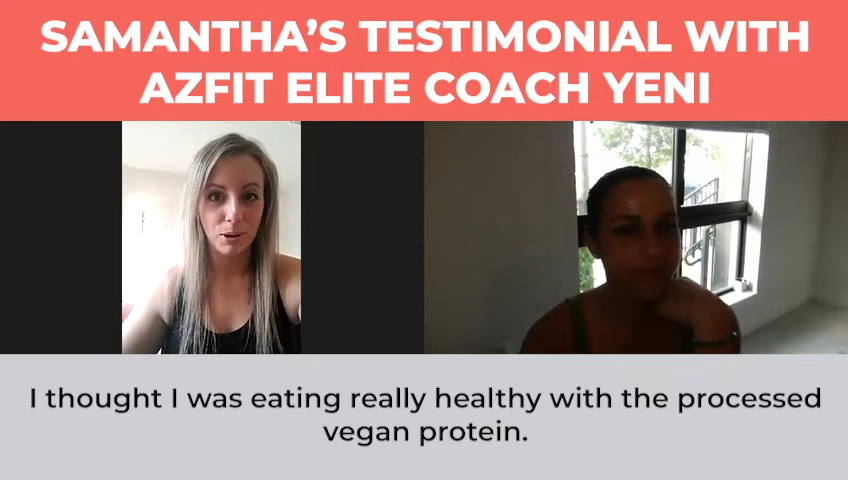 SAMANTHA’S TESTIMONIAL WITH
AZFIT ELITE COACH YENI
I thought I was eating really healthy with the processed
vegan protein.